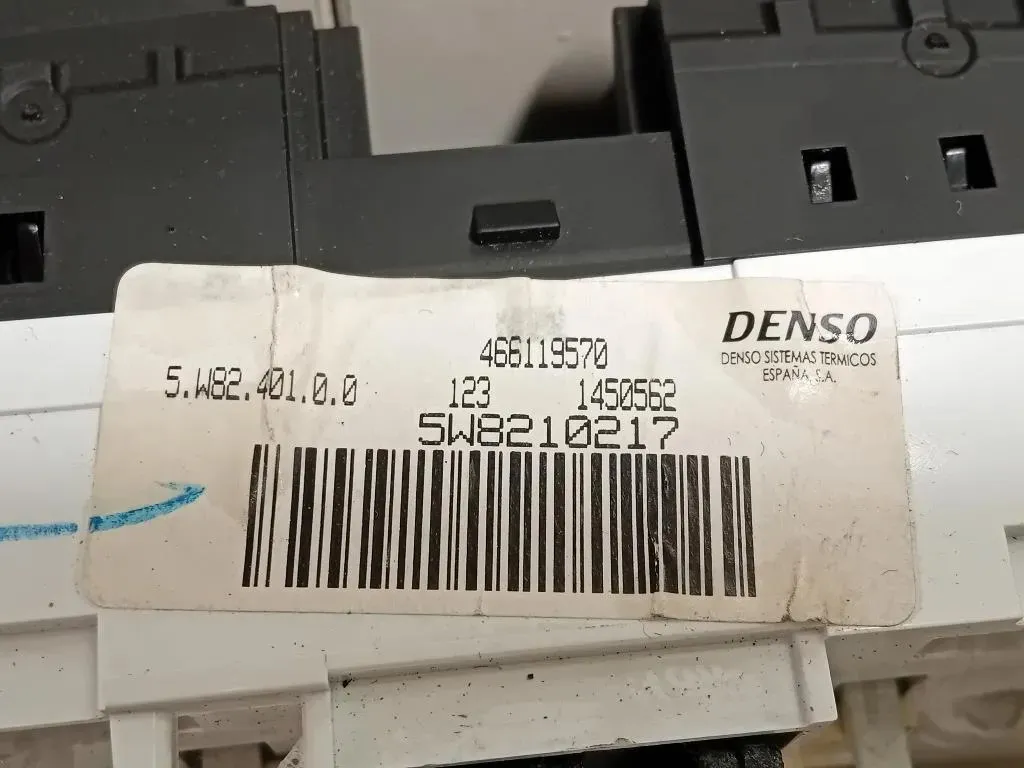 DENSO
DENSO SISTEMAS TERMICOS
ESPAÑA S.A.
466119570
5.W82.401.0.0
123 1450562
5W8210217